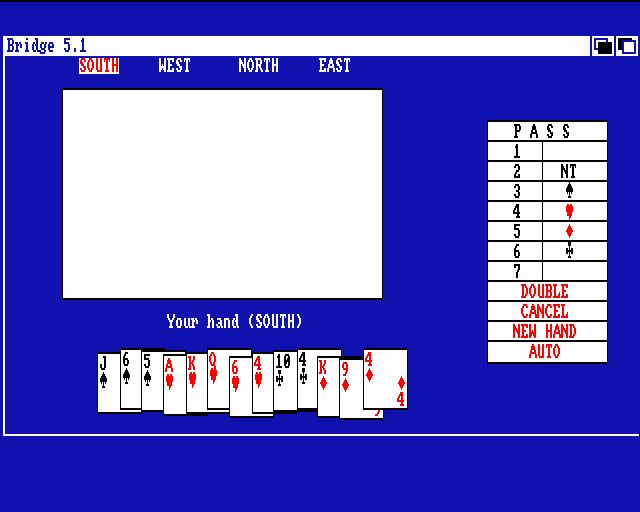 Bridge 5.1
SOUTH WEST NORTH EAST
P A S S
1
2 NT
3 ♠
4 ♥
5 ♦
6 ♣
7
DOUBLE
CANCEL
NEW HAND
AUTO
Your hand (SOUTH)
J 6 5 A K Q 6 4 10 4 K 9 4
♠ ♠ ♠ ♥ ♥ ♥ ♥ ♥ ♣ ♣ ♦ ♦ ♦
♦
4